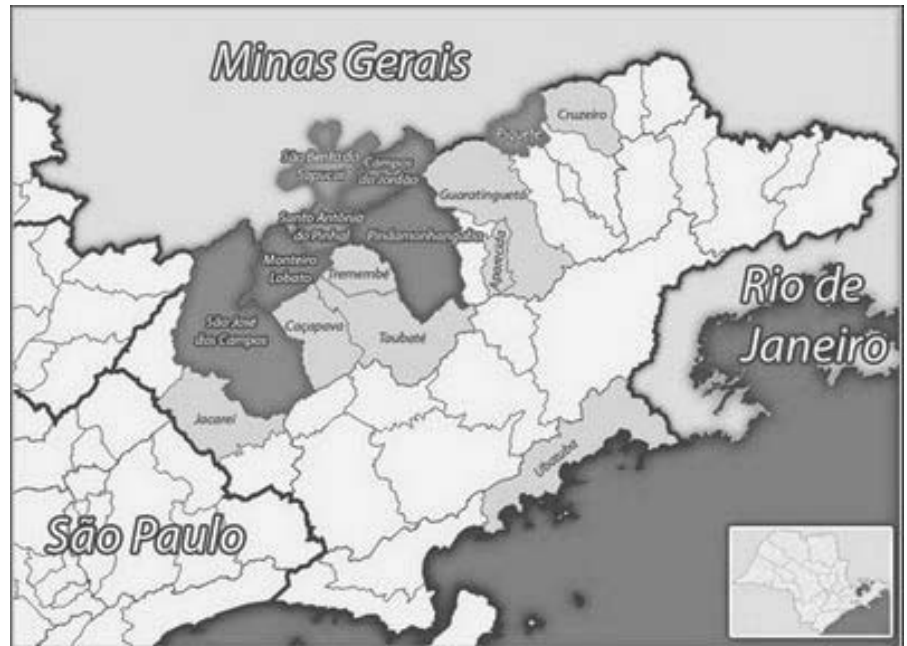 Minas Gerais
Cruzeiro
Piquete
São Bento do
Sapucaí
Campos
do Jordão
Guaratinguetá
Santo Antônio
do Pinhal
Pindamonhangaba
Monteiro
Lobato
Tremembé
Aparecida
Rio de
Janeiro
São José
dos Campos
Caçapava
Taubaté
Jacareí
Ubatuba
São Paulo